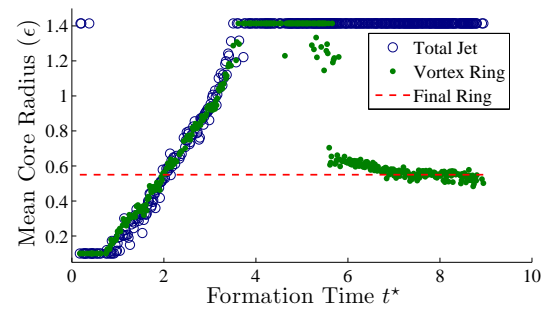 Mean Core Radius (ϵ)
1.4
1.2
1
0.8
0.6
0.4
0.2
0
2
4
6
8
10
Formation Time t⋆
Total Jet
Vortex Ring
Final Ring